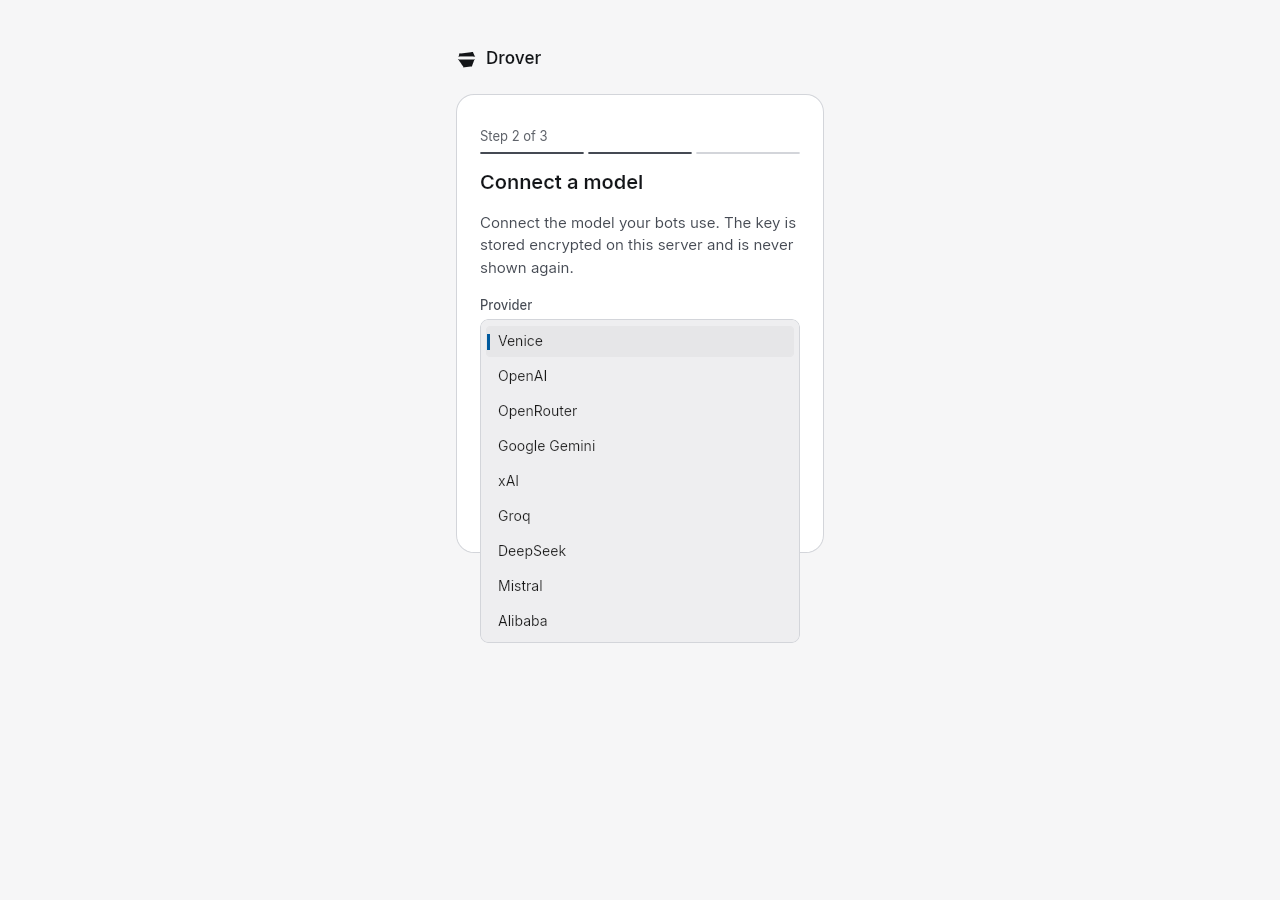 Drover
Step 2 of 3
Connect a model
Connect the model your bots use. The key is
stored encrypted on this server and is never
shown again.
Provider
Venice
OpenAI
OpenRouter
Google Gemini
xAI
Groq
DeepSeek
Mistral
Alibaba